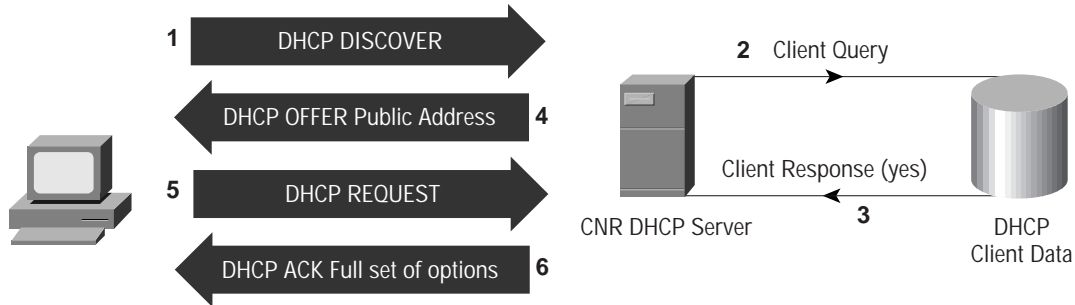 1 DHCP DISCOVER
2 Client Query
DHCP OFFER Public Address 4
5 DHCP REQUEST
Client Response (yes)
3
CNR DHCP Server
DHCP
Client Data
DHCP ACK Full set of options 6